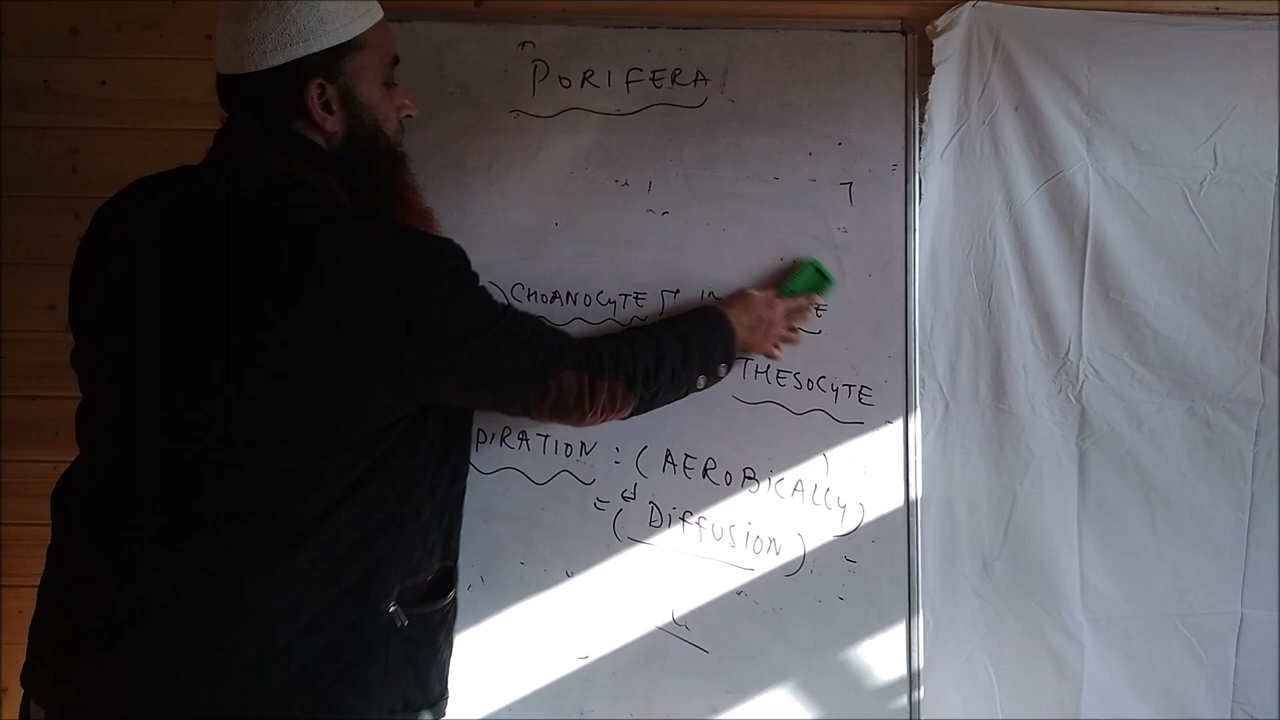 PORIFERA
) CHOANOCYTE
THESOCYTE
PIRATION : (AEROBICALLY)
(Diffusion)